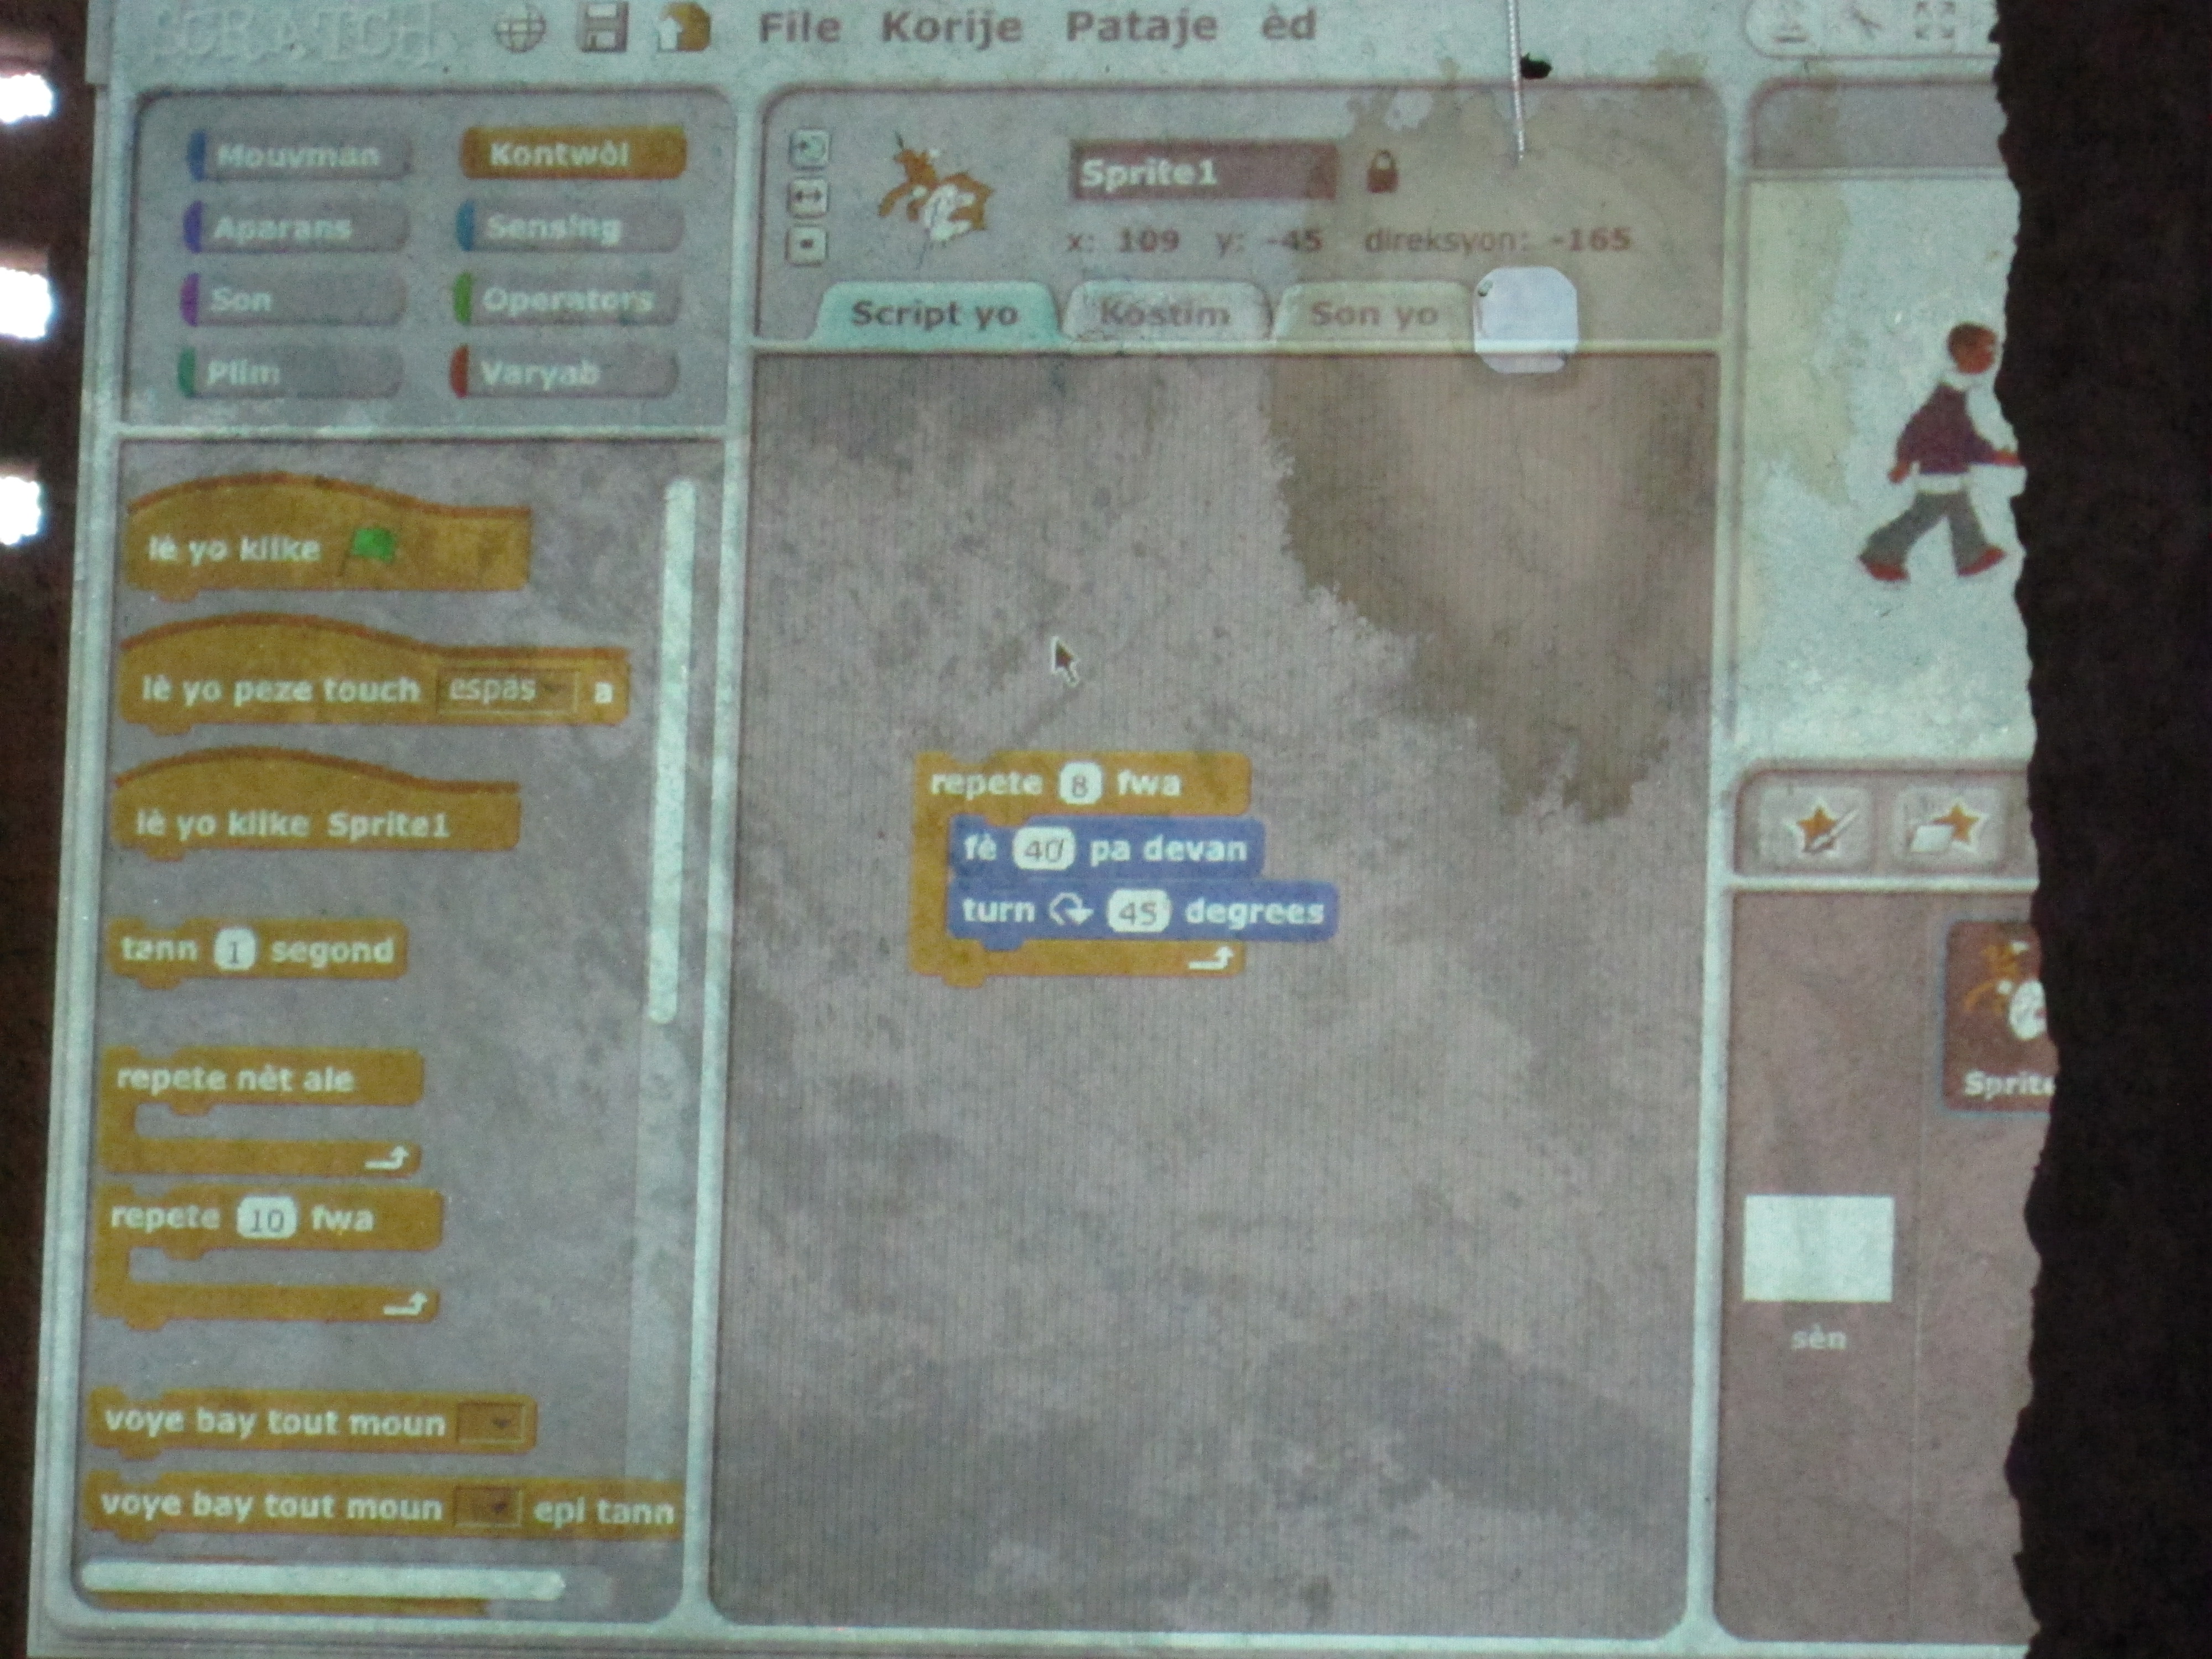 SCRATCH
File Korije Pataje èd
Mouvman Kontwòl
Aparans Sensing
Son Operators
Plim Varyab
Sprite1
x: 109 y: -45 direksyon: -165
Script yo Kostim Son yo
lè yo klike
lè yo peze touch espas a
lè yo klike Sprite1
tann 1 segond
repete nèt ale
repete 10 fwa
voye bay tout moun
voye bay tout moun epi tann
repete 8 fwa
fè 40 pa devan
turn 45 degrees
Sprite
sèn